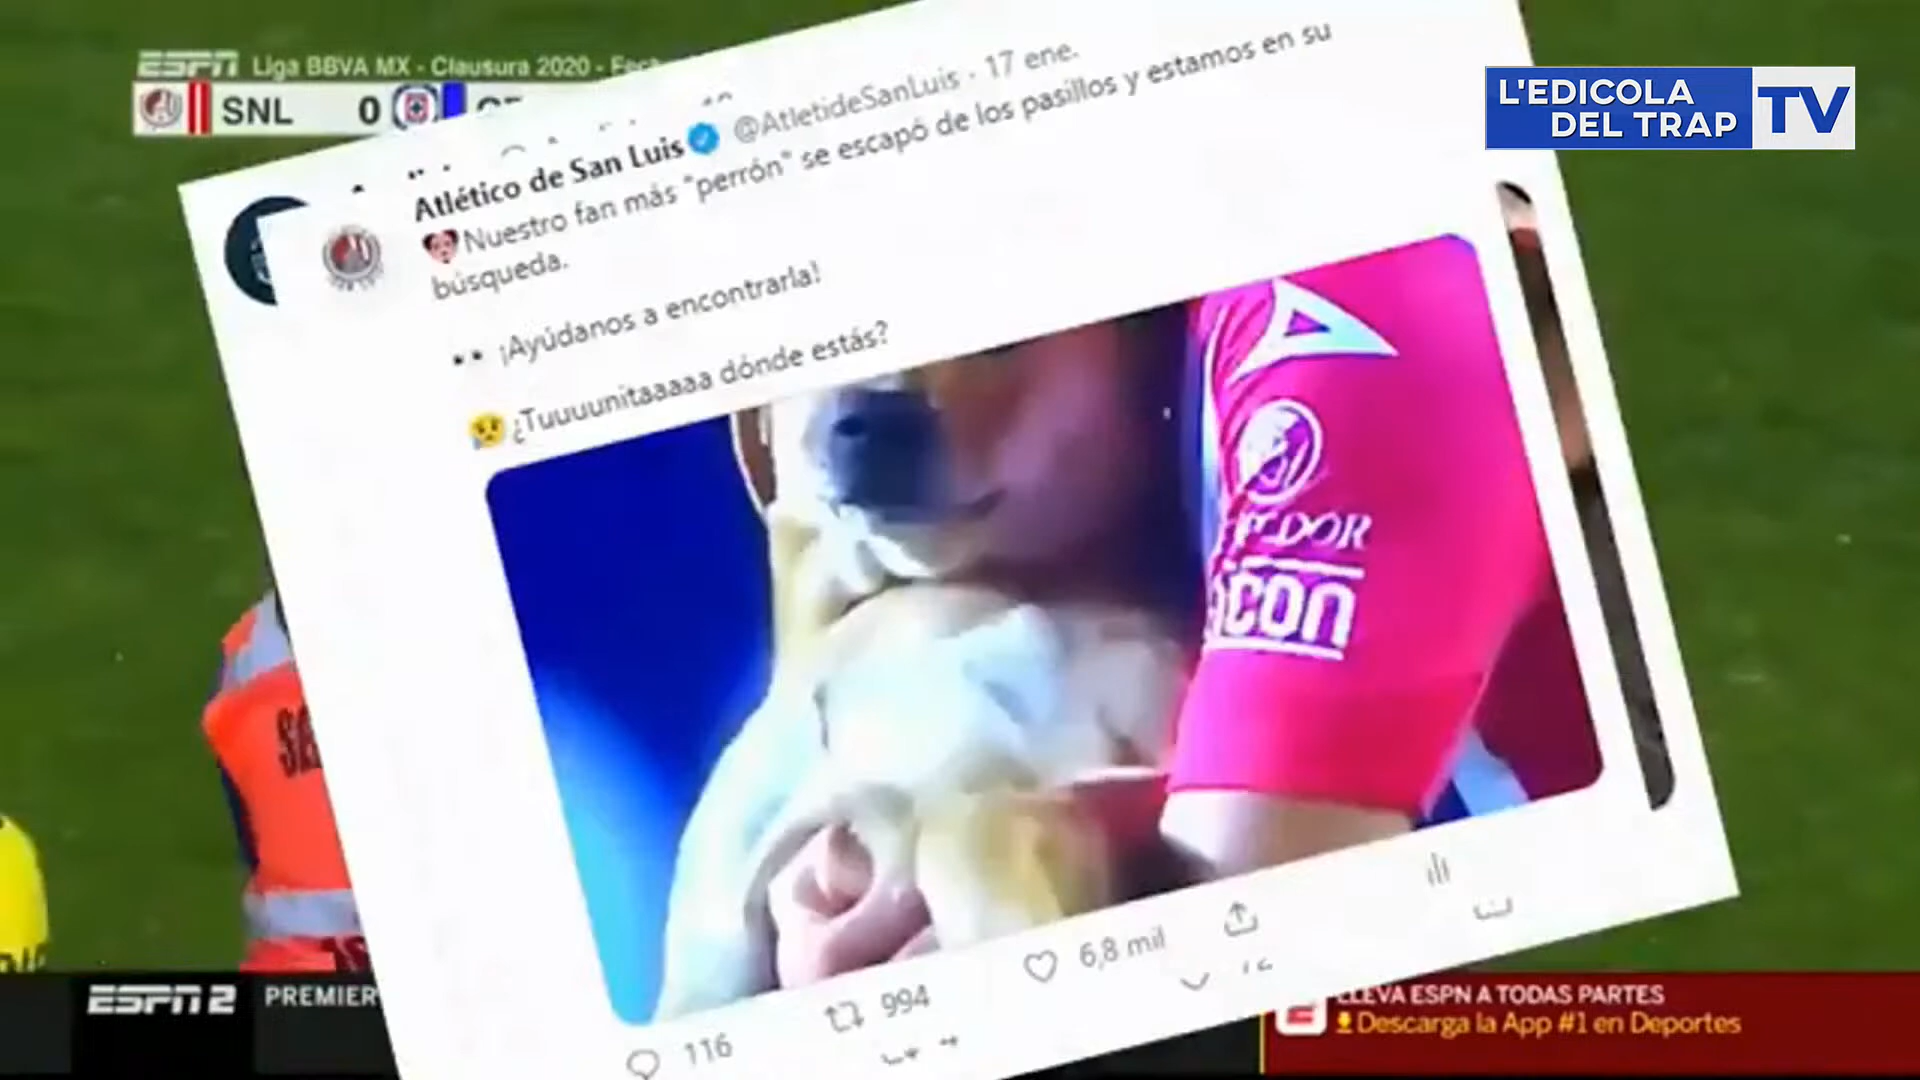 ESPN Liga BBVA MX - Clausura 2020 -
SNL 0
L'EDICOLA
DEL TRAP TV
Atlético de San Luis @AtletideSanLuis · 17 ene.
Nuestro fan más "perrón" se escapó de los pasillos y estamos en su
búsqueda.
¡Ayúdanos a encontrarla!
¿Tuuuunitaaaaa dónde estás?
con
116 994 6,8 mil
ESPN 2 PREMIER
LLEVA ESPN A TODAS PARTES
Descarga la App #1 en Deportes